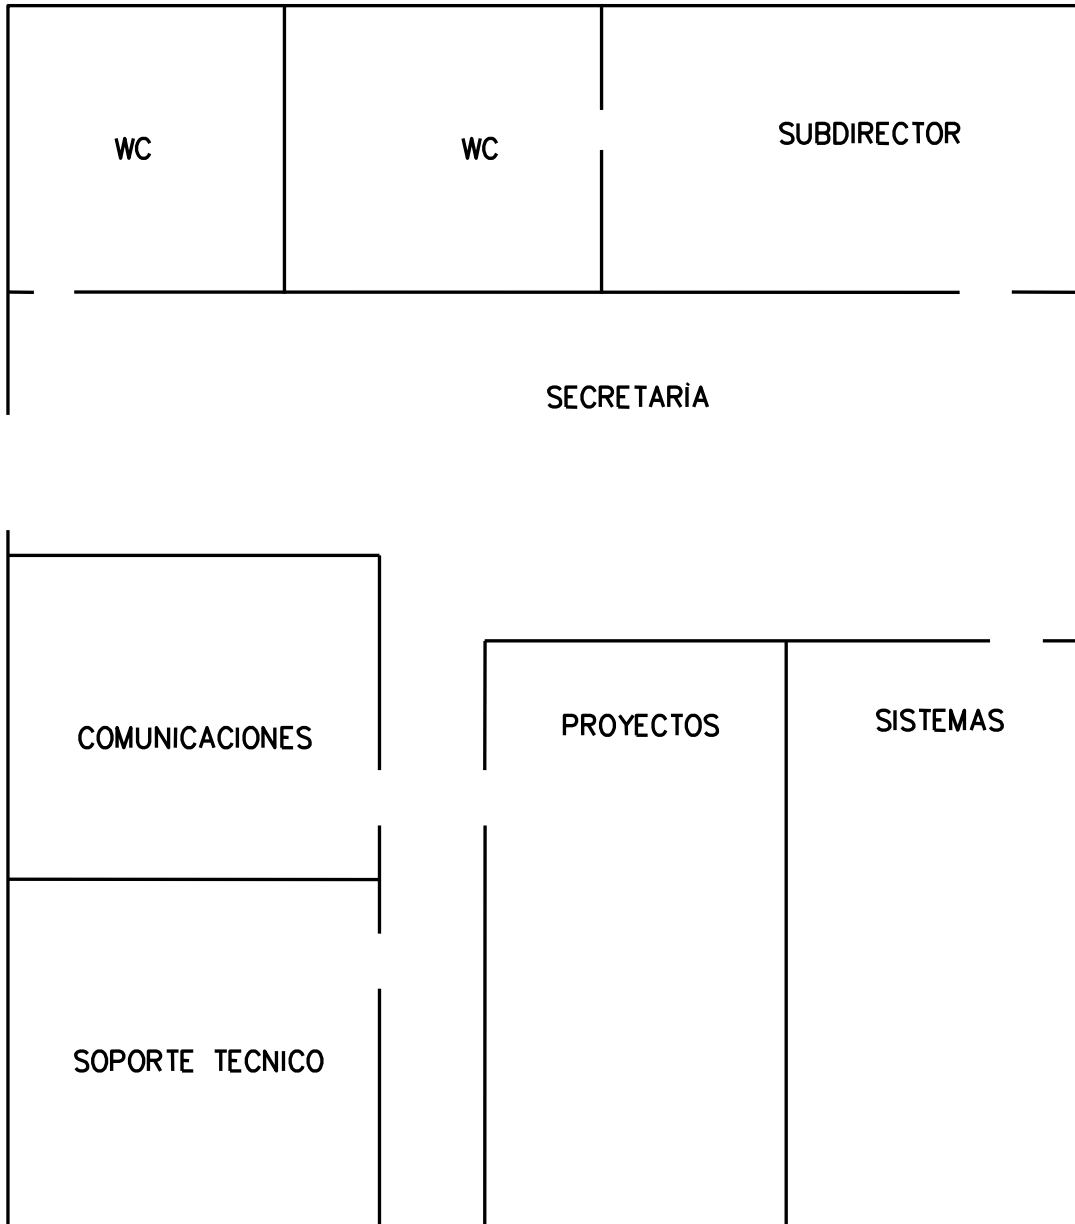 WC
WC
SUBDIRECTOR
SECRETARÍA
COMUNICACIONES
PROYECTOS
SISTEMAS
SOPORTE TECNICO